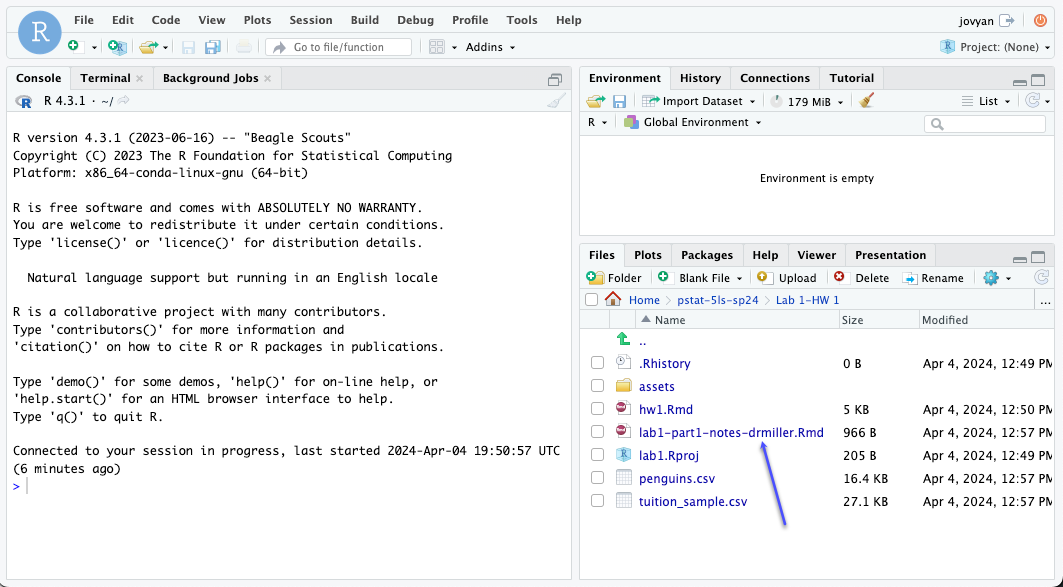 File Edit Code View Plots Session Build Debug Profile Tools Help
jovyan
R
Go to file/function
Addins
Project: (None)
Console Terminal Background Jobs
R 4.3.1 · ~/
R version 4.3.1 (2023-06-16) -- "Beagle Scouts"
Copyright (C) 2023 The R Foundation for Statistical Computing
Platform: x86_64-conda-linux-gnu (64-bit)
R is free software and comes with ABSOLUTELY NO WARRANTY.
You are welcome to redistribute it under certain conditions.
Type 'license()' or 'licence()' for distribution details.
Natural language support but running in an English locale
R is a collaborative project with many contributors.
Type 'contributors()' for more information and
'citation()' on how to cite R or R packages in publications.
Type 'demo()' for some demos, 'help()' for on-line help, or
'help.start()' for an HTML browser interface to help.
Type 'q()' to quit R.
Connected to your session in progress, last started 2024-Apr-04 19:50:57 UTC
(6 minutes ago)
>
Environment History Connections Tutorial
Import Dataset 179 MiB List
R Global Environment
Environment is empty
Files Plots Packages Help Viewer Presentation
Folder Blank File Upload Delete Rename
Home pstat-5ls-sp24 Lab 1-HW 1 ...
Name Size Modified
..
.Rhistory 0 B Apr 4, 2024, 12:49 PM
assets
hw1.Rmd 5 KB Apr 4, 2024, 12:50 PM
lab1-part1-notes-drmiller.Rmd 966 B Apr 4, 2024, 12:57 PM
lab1.Rproj 205 B Apr 4, 2024, 12:49 PM
penguins.csv 16.4 KB Apr 4, 2024, 12:57 PM
tuition_sample.csv 27.1 KB Apr 4, 2024, 12:57 PM